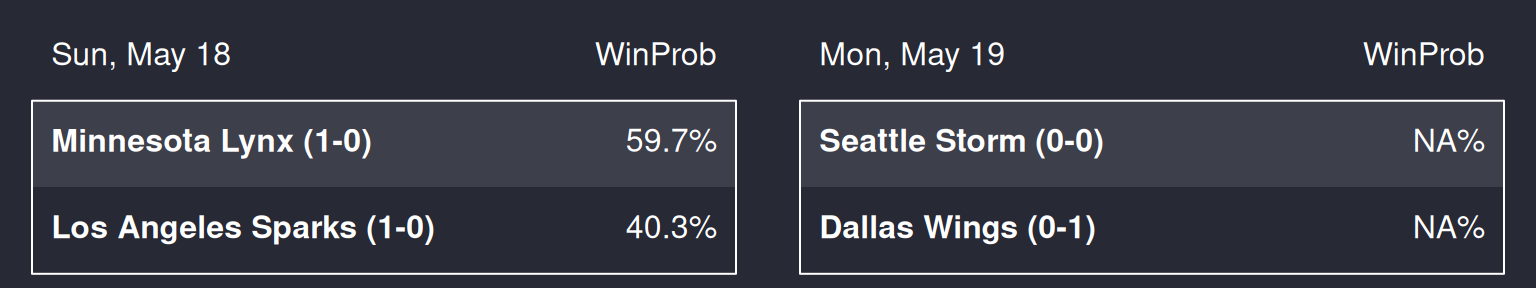 Sun, May 18 WinProb
Minnesota Lynx (1-0) 59.7%
Los Angeles Sparks (1-0) 40.3%
Mon, May 19 WinProb
Seattle Storm (0-0) NA%
Dallas Wings (0-1) NA%